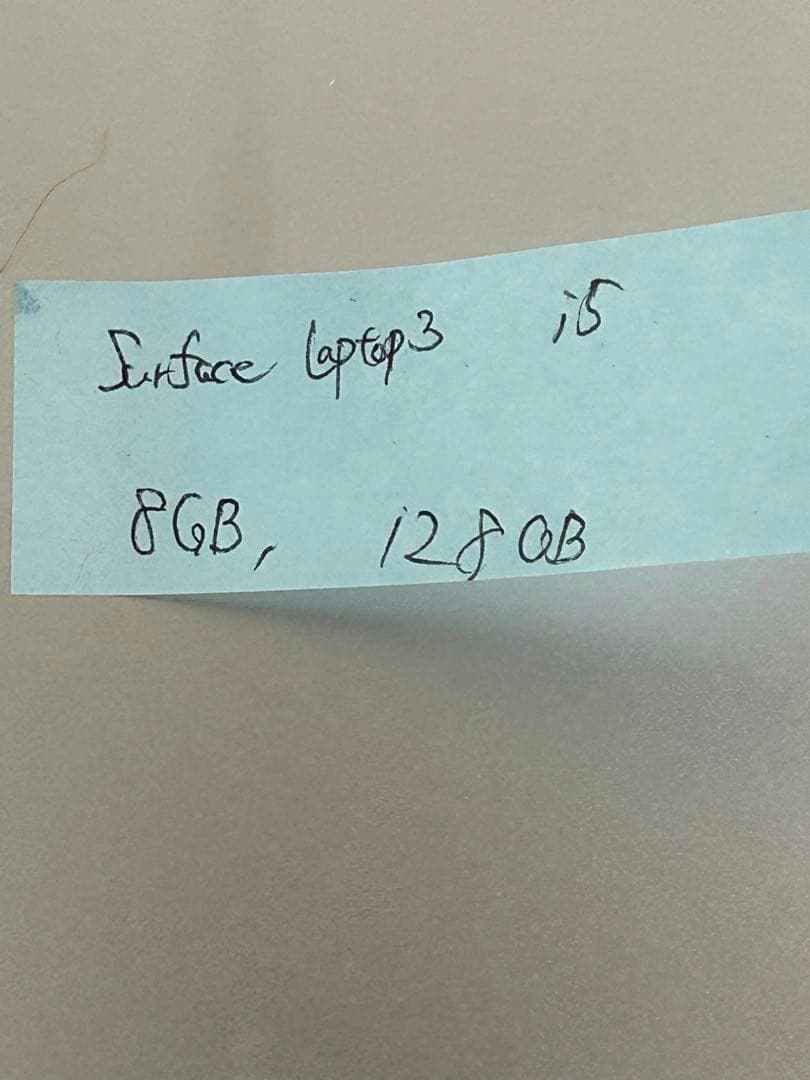 Surface Laptop3 i5
8GB, 128GB